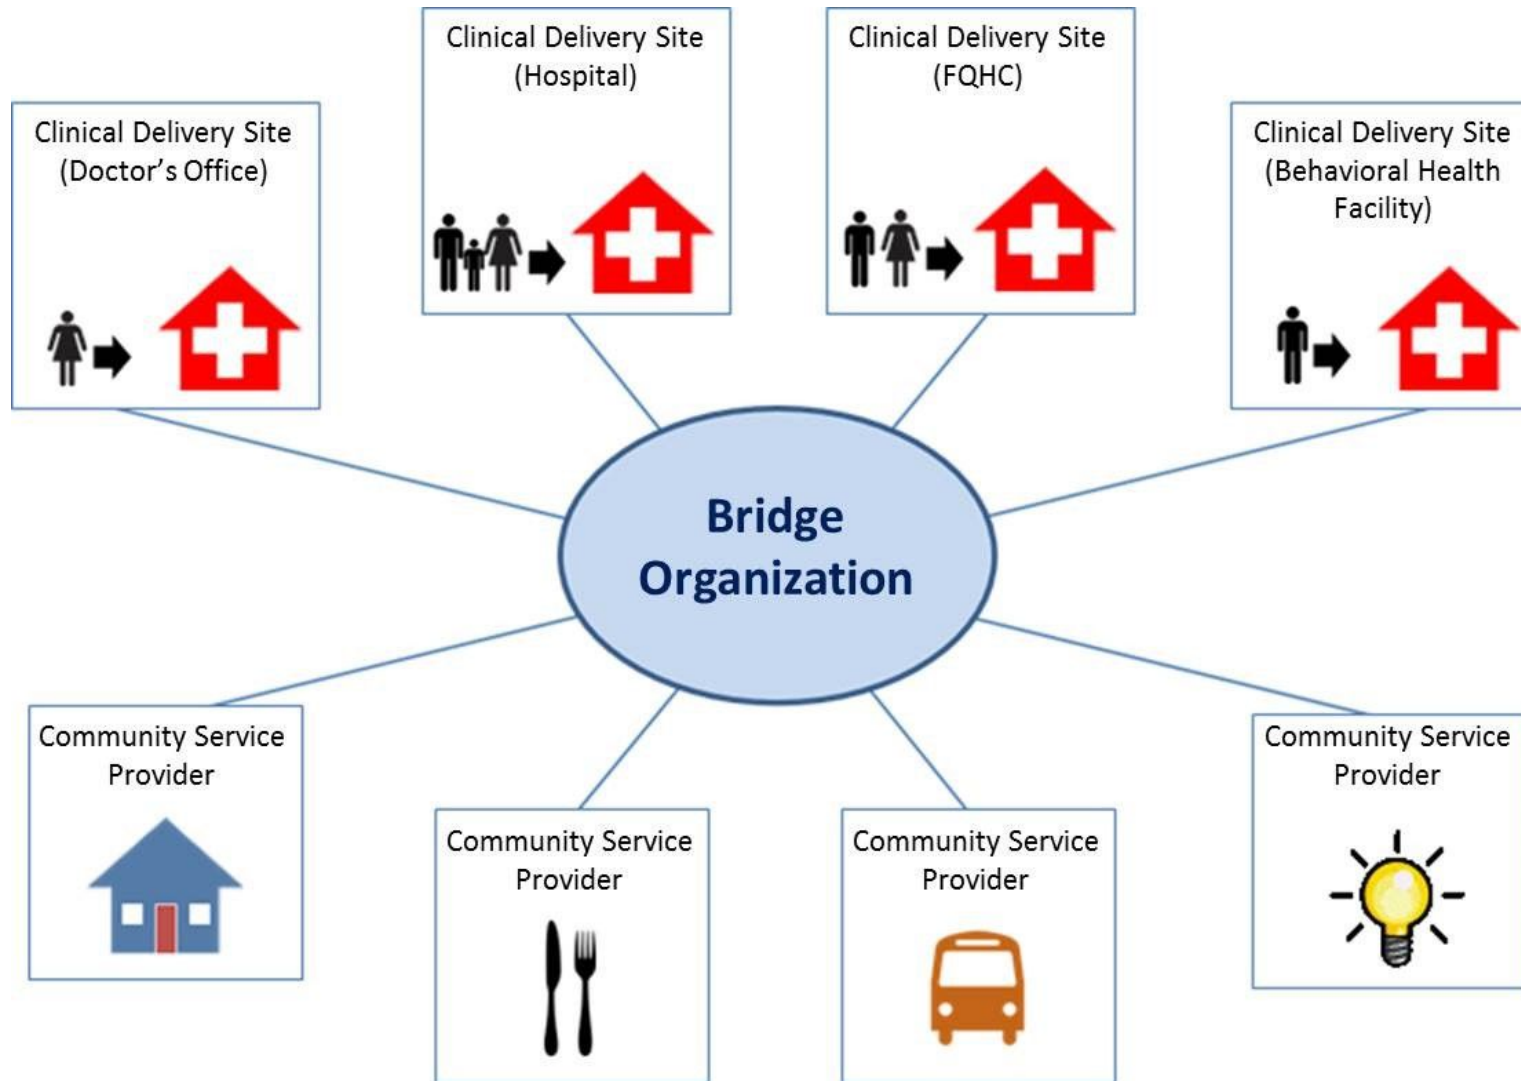 Clinical Delivery Site
(Doctor’s Office)
Clinical Delivery Site
(Hospital)
Clinical Delivery Site
(FQHC)
Clinical Delivery Site
(Behavioral Health
Facility)
Bridge
Organization
Community Service
Provider
Community Service
Provider
Community Service
Provider
Community Service
Provider